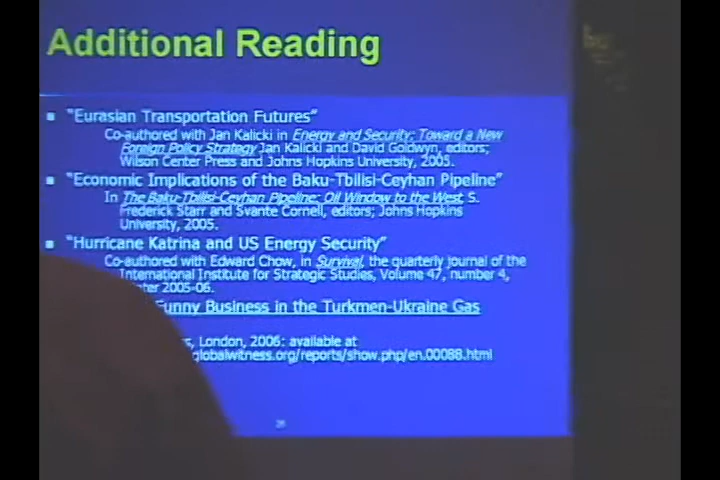 Additional Reading
"Eurasian Transportation Futures"
Co-authored with Jan Kalicki in Energy and Security: Toward a New
Foreign Policy Strategy Jan Kalicki and David Goldwyn, editors;
Wilson Center Press and Johns Hopkins University, 2005.
"Economic Implications of the Baku-Tbilisi-Ceyhan Pipeline"
In The Baku-Tbilisi-Ceyhan Pipeline: Oil Window to the West, S.
Frederick Starr and Svante Cornell, editors; Johns Hopkins
University, 2005.
"Hurricane Katrina and US Energy Security"
Co-authored with Edward Chow, in Survival, the quarterly journal of the
International Institute for Strategic Studies, Volume 47, number 4,
2005-06.
Funny Business in the Turkmen-Ukraine Gas
London, 2006: available at
globalwitness.org/reports/show.php/en.00088.html